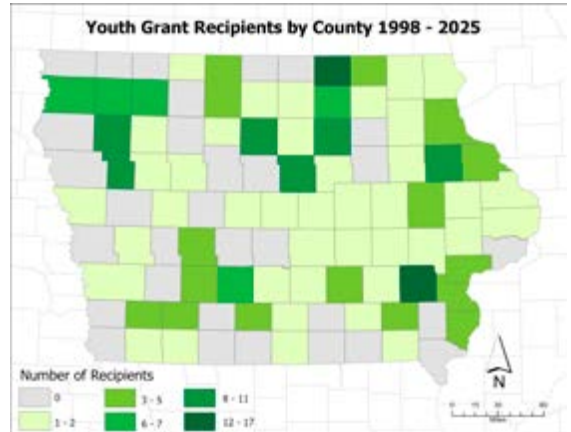 Youth Grant Recipients by County 1998 - 2025
Number of Recipients
0
3 - 5
8 - 11
1 - 2
6 - 7
12 - 17
N
Miles